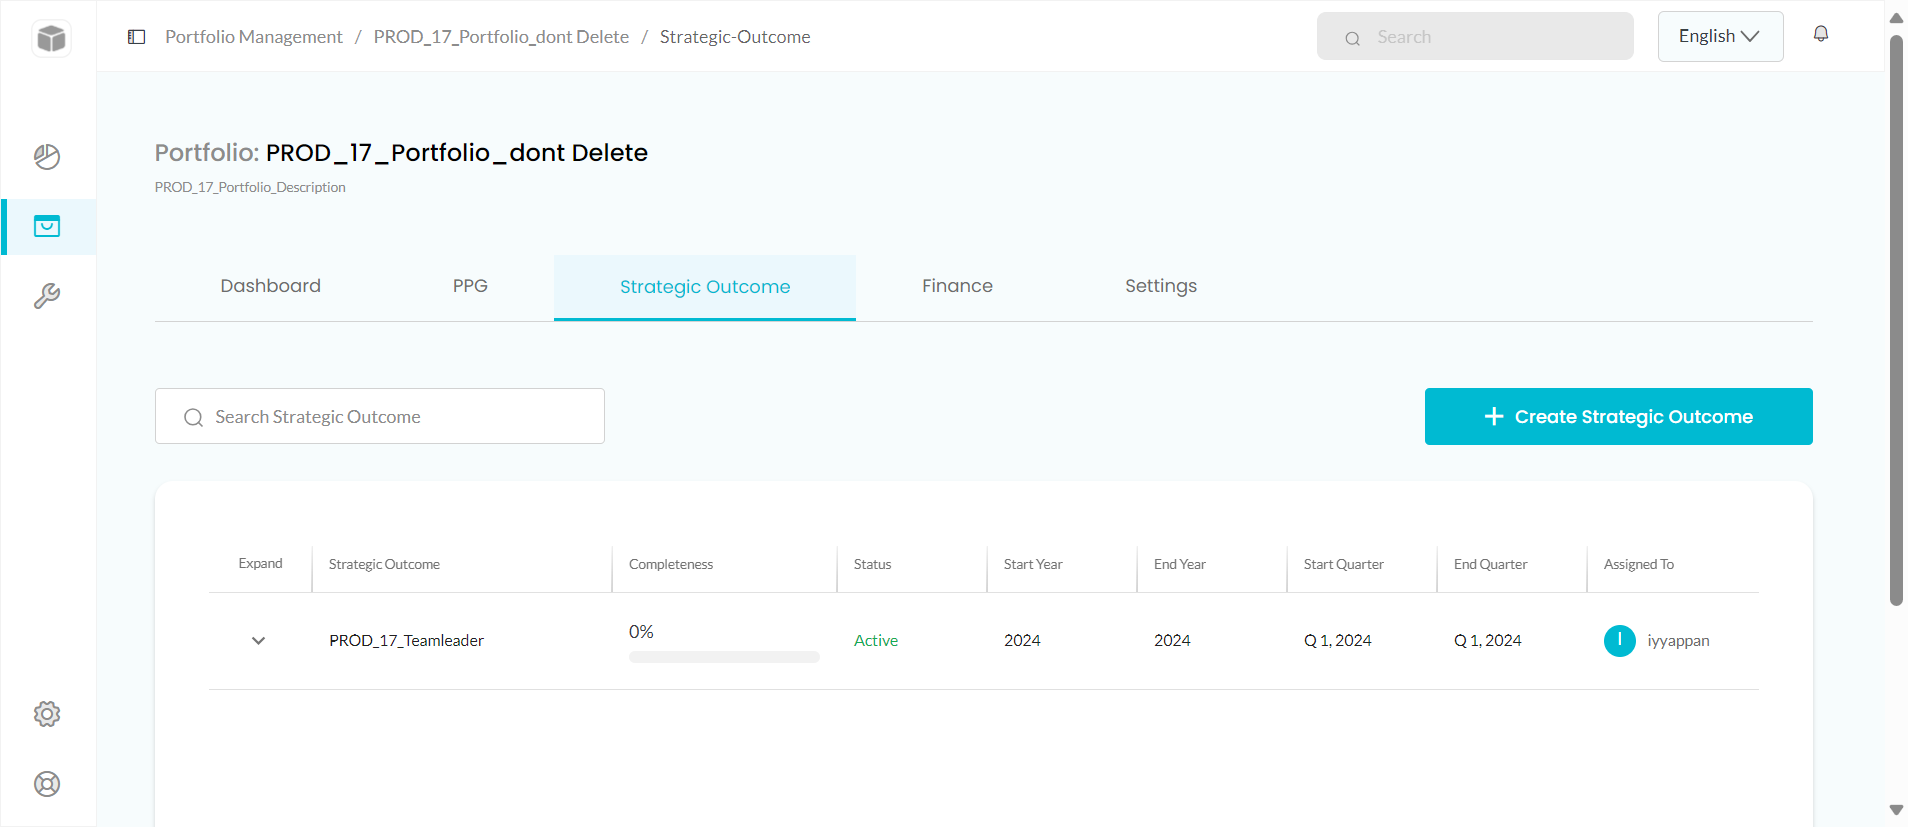 Portfolio Management / PROD_17_Portfolio_dont Delete / Strategic-Outcome
Search
English
Portfolio: PROD_17_Portfolio_dont Delete
PROD_17_Portfolio_Description
Dashboard PPG Strategic Outcome Finance Settings
Search Strategic Outcome
+ Create Strategic Outcome
Expand Strategic Outcome Completeness Status Start Year End Year Start Quarter End Quarter Assigned To
PROD_17_Teamleader 0% Active 2024 2024 Q 1, 2024 Q 1, 2024 I iyyappan